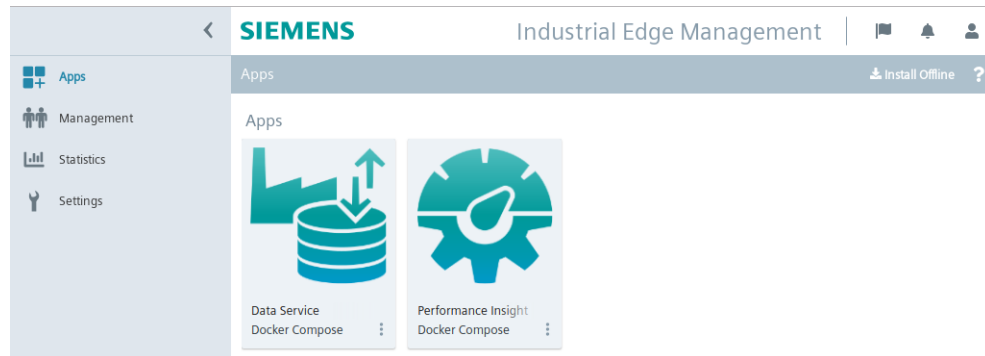 SIEMENS
Industrial Edge Management
Apps
Management
Statistics
Settings
Apps
Install Offline ?
Apps
Data Service
Docker Compose
Performance Insight
Docker Compose